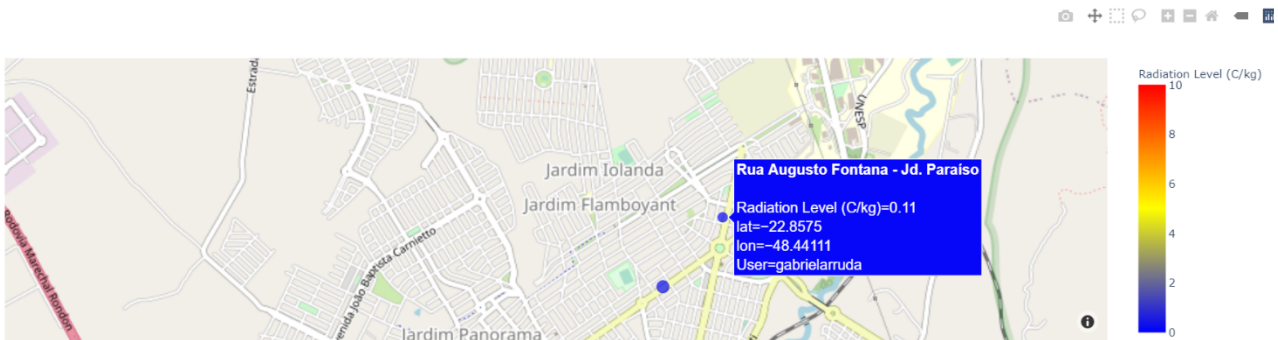 Radiation Level (C/kg)
10
8
6
4
2
0
Estrada
UNESP
Jardim Iolanda
Jardim Flamboyant
Rua Augusto Fontana - Jd. Paraíso
Radiation Level (C/kg)=0.11
lat=−22.8575
lon=−48.44111
User=gabrielarruda
Rodovia Marechal Rondon
enida João Baptista Carnietto
Jardim Panorama